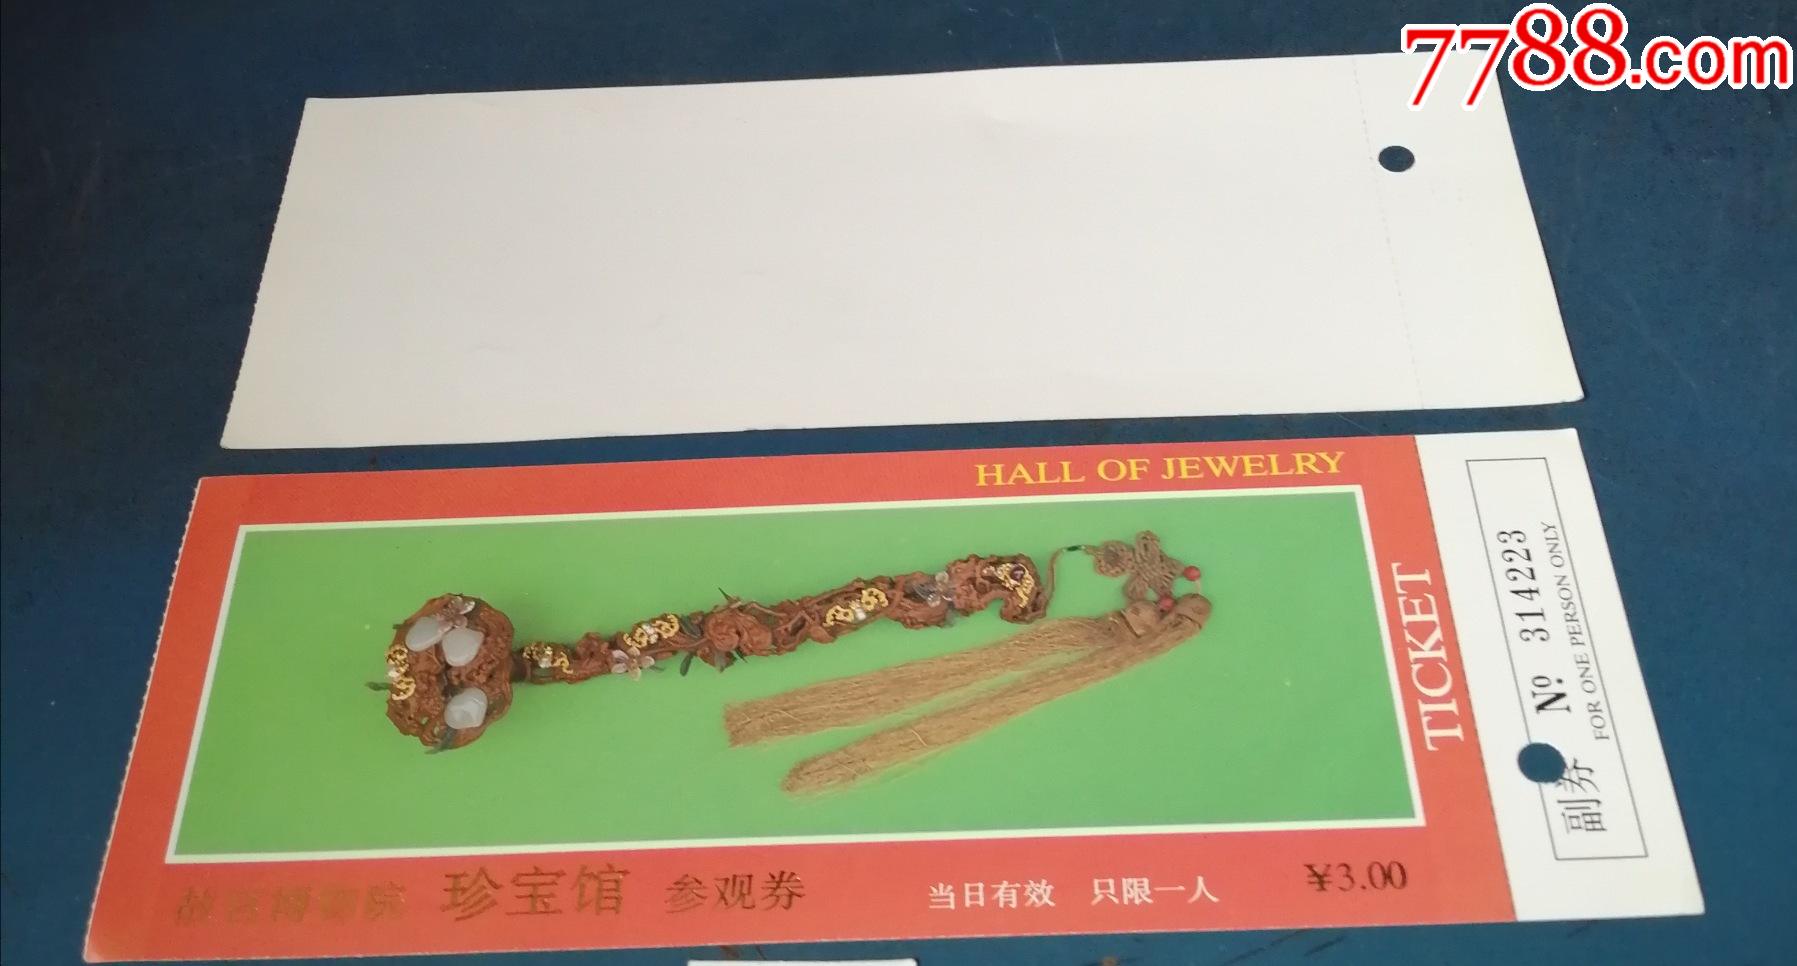 7788.com
HALL OF JEWELRY
TICKET
故宫博物院 珍宝馆 参观券
当日有效 只限一人
¥3.00
副券 Nº 314223
FOR ONE PERSON ONLY